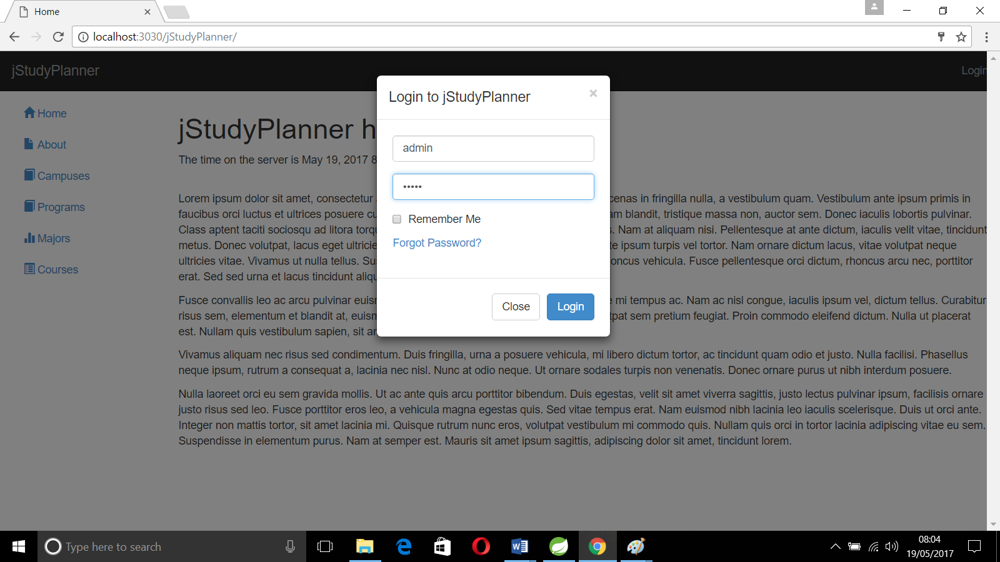 Home
localhost:3030/jStudyPlanner/
jStudyPlanner
Login
Home
About
Campuses
Programs
Majors
Courses
jStudyPlanner h
The time on the server is May 19, 2017 8
Lorem ipsum dolor sit amet, consectetur cenas in fringilla nulla, a vestibulum quam. Vestibulum ante ipsum primis in
faucibus orci luctus et ultrices posuere cu am blandit, tristique massa non, auctor sem. Donec iaculis lobortis pulvinar.
Class aptent taciti sociosqu ad litora torqu . Nam at aliquam nisi. Pellentesque at ante dictum, iaculis velit vitae, tincidunt
metus. Donec volutpat, lacus eget ultricie te ipsum turpis vel tortor. Nam ornare dictum lacus, vitae volutpat neque
ultricies vitae. Vivamus ut nulla tellus. Sus oncus vehicula. Fusce pellentesque orci dictum, rhoncus arcu nec, porttitor
erat. Sed sed urna et lacus tincidunt aliqu
Fusce convallis leo ac arcu pulvinar euisr e mi tempus ac. Nam ac nisl congue, iaculis ipsum vel, dictum tellus. Curabitur
risus sem, elementum et blandit at, euism tpat sem pretium feugiat. Proin commodo eleifend dictum. Nulla ut placerat
est. Nullam quis vestibulum sapien, sit ar
Vivamus aliquam nec risus sed condimentum. Duis fringilla, urna a posuere vehicula, mi libero dictum tortor, ac tincidunt quam odio et justo. Nulla facilisi. Phasellus
neque ipsum, rutrum a consequat a, lacinia nec nisl. Nunc at odio neque. Ut ornare sodales turpis non venenatis. Donec ornare purus ut nibh interdum posuere.
Nulla laoreet orci eu sem gravida mollis. Ut ac ante quis arcu porttitor bibendum. Duis egestas, velit sit amet viverra sagittis, justo lectus pulvinar ipsum, facilisis ornare
justo risus sed leo. Fusce porttitor eros leo, a vehicula magna egestas quis. Sed vitae tempus erat. Nam euismod nibh lacinia leo iaculis scelerisque. Duis ut orci ante.
Integer non mattis tortor, sit amet lacinia mi. Quisque rutrum nunc eros, volutpat vestibulum mi commodo quis. Nullam quis orci in tortor lacinia adipiscing vitae eu sem.
Suspendisse in elementum purus. Nam at semper est. Mauris sit amet ipsum sagittis, adipiscing dolor sit amet, tincidunt lorem.
Login to jStudyPlanner ×
admin
•••••
Remember Me
Forgot Password?
Close
Login
Type here to search
08:04
19/05/2017